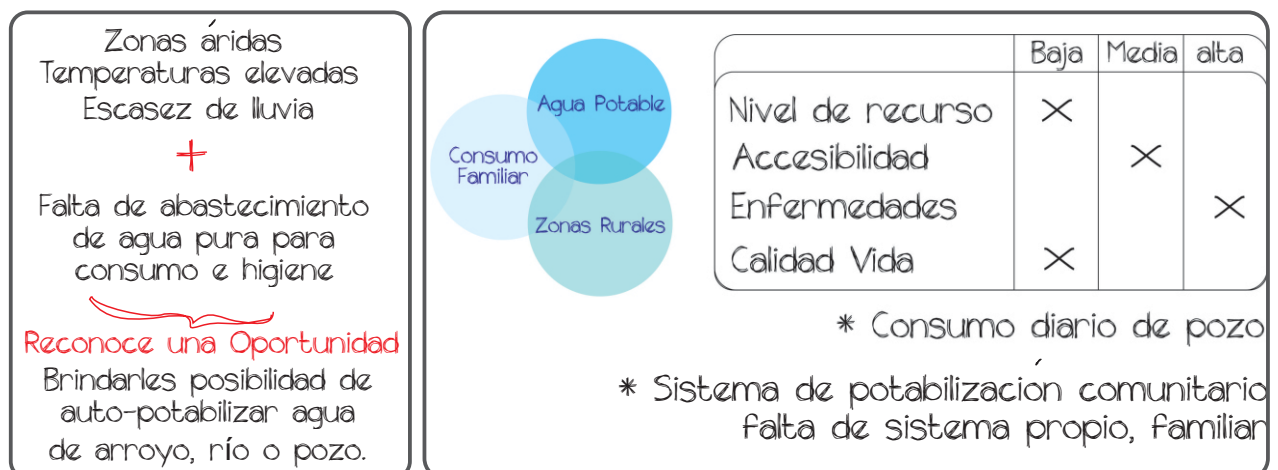 Zonas áridas
Temperaturas elevadas
Escasez de lluvia
+
Falta de abastecimiento
de agua pura para
consumo e higiene
Reconoce una Oportunidad
Brindarles posibilidad de
auto-potabilizar agua
de arroyo, río o pozo.
Agua Potable
Consumo
Familiar
Zonas Rurales
Baja Media alta
Nivel de recurso X
Accesibilidad X
Enfermedades X
Calidad Vida X
* Consumo diario de pozo
* Sistema de potabilización comunitario
falta de sistema propio, familiar